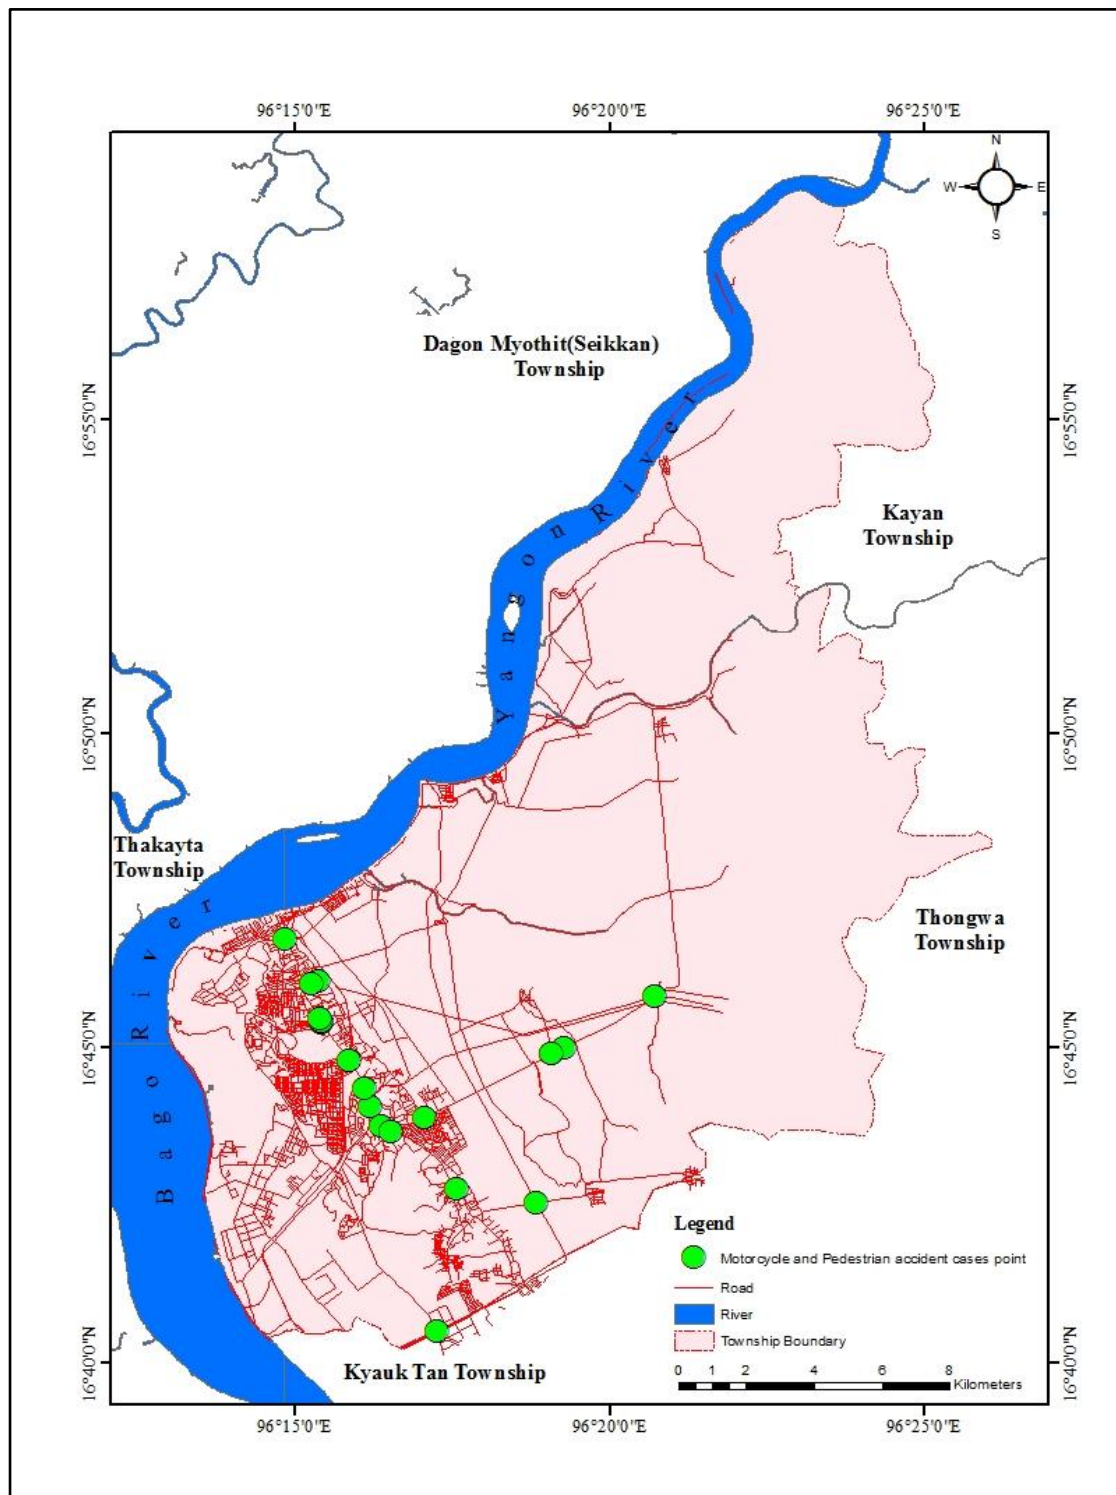 96°15'0"E
96°20'0"E
96°25'0"E
N
W
E
S
Dagon Myothit(Seikkan)
Township
16°55'0"N
16°55'0"N
Kayan
Township
Yangon River
16°50'0"N
16°50'0"N
Thakayta
Township
Thongwa
Township
Bago River
16°45'0"N
16°45'0"N
Legend
Motorcycle and Pedestrian accident cases point
Road
River
Township Boundary
0 1 2 4 6 8
Kilometers
Kyauk Tan Township
16°40'0"N
16°40'0"N
96°15'0"E
96°20'0"E
96°25'0"E